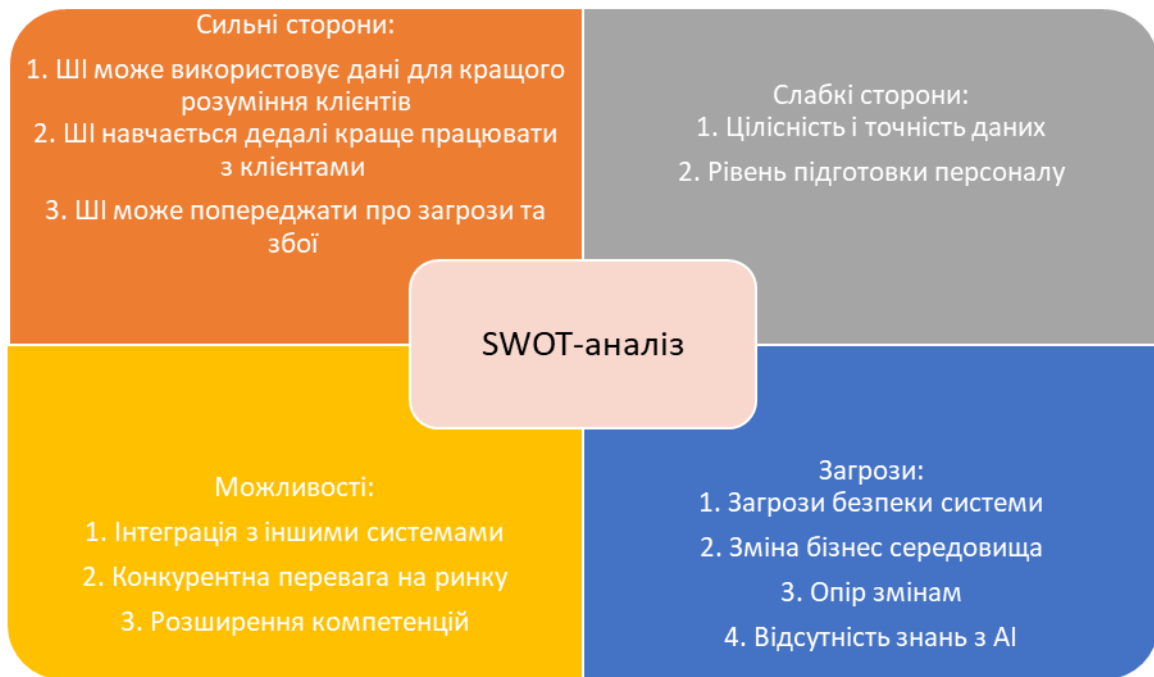 Сильні сторони:
1. ШІ може використовує дані для кращого
розуміння клієнтів
2. ШІ навчається дедалі краще працювати
з клієнтами
3. ШІ може попереджати про загрози та
збої
Слабкі сторони:
1. Цілісність і точність даних
2. Рівень підготовки персоналу
SWOT-аналіз
Можливості:
1. Інтеграція з іншими системами
2. Конкурентна перевага на ринку
3. Розширення компетенцій
Загрози:
1. Загрози безпеки системи
2. Зміна бізнес середовища
3. Опір змінам
4. Відсутність знань з АІ